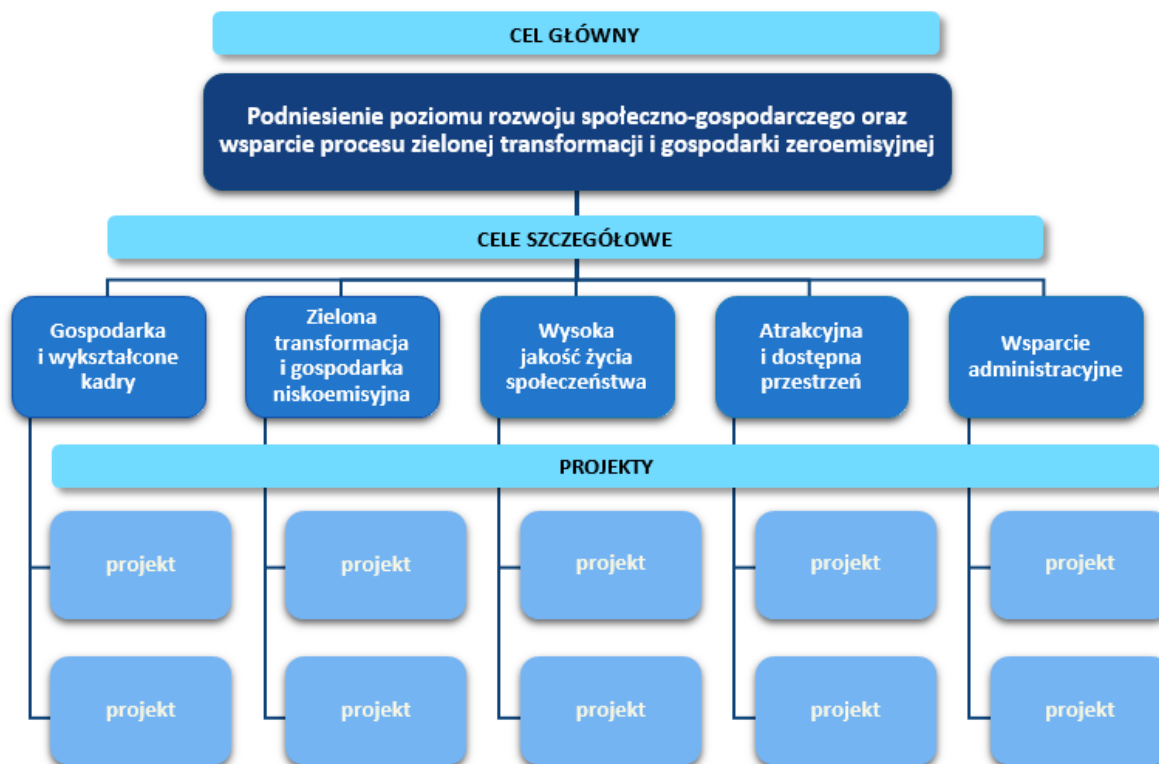 CEL GŁÓWNY
Podniesienie poziomu rozwoju społeczno-gospodarczego oraz
wsparcie procesu zielonej transformacji i gospodarki zeroemisyjnej
CELE SZCZEGÓŁOWE
Gospodarka
i wykształcone
kadry
Zielona
transformacja
i gospodarka
niskoemisyjna
Wysoka
jakość życia
społeczeństwa
Atrakcyjna
i dostępna
przestrzeń
Wsparcie
administracyjne
PROJEKTY
projekt
projekt
projekt
projekt
projekt
projekt
projekt
projekt
projekt
projekt